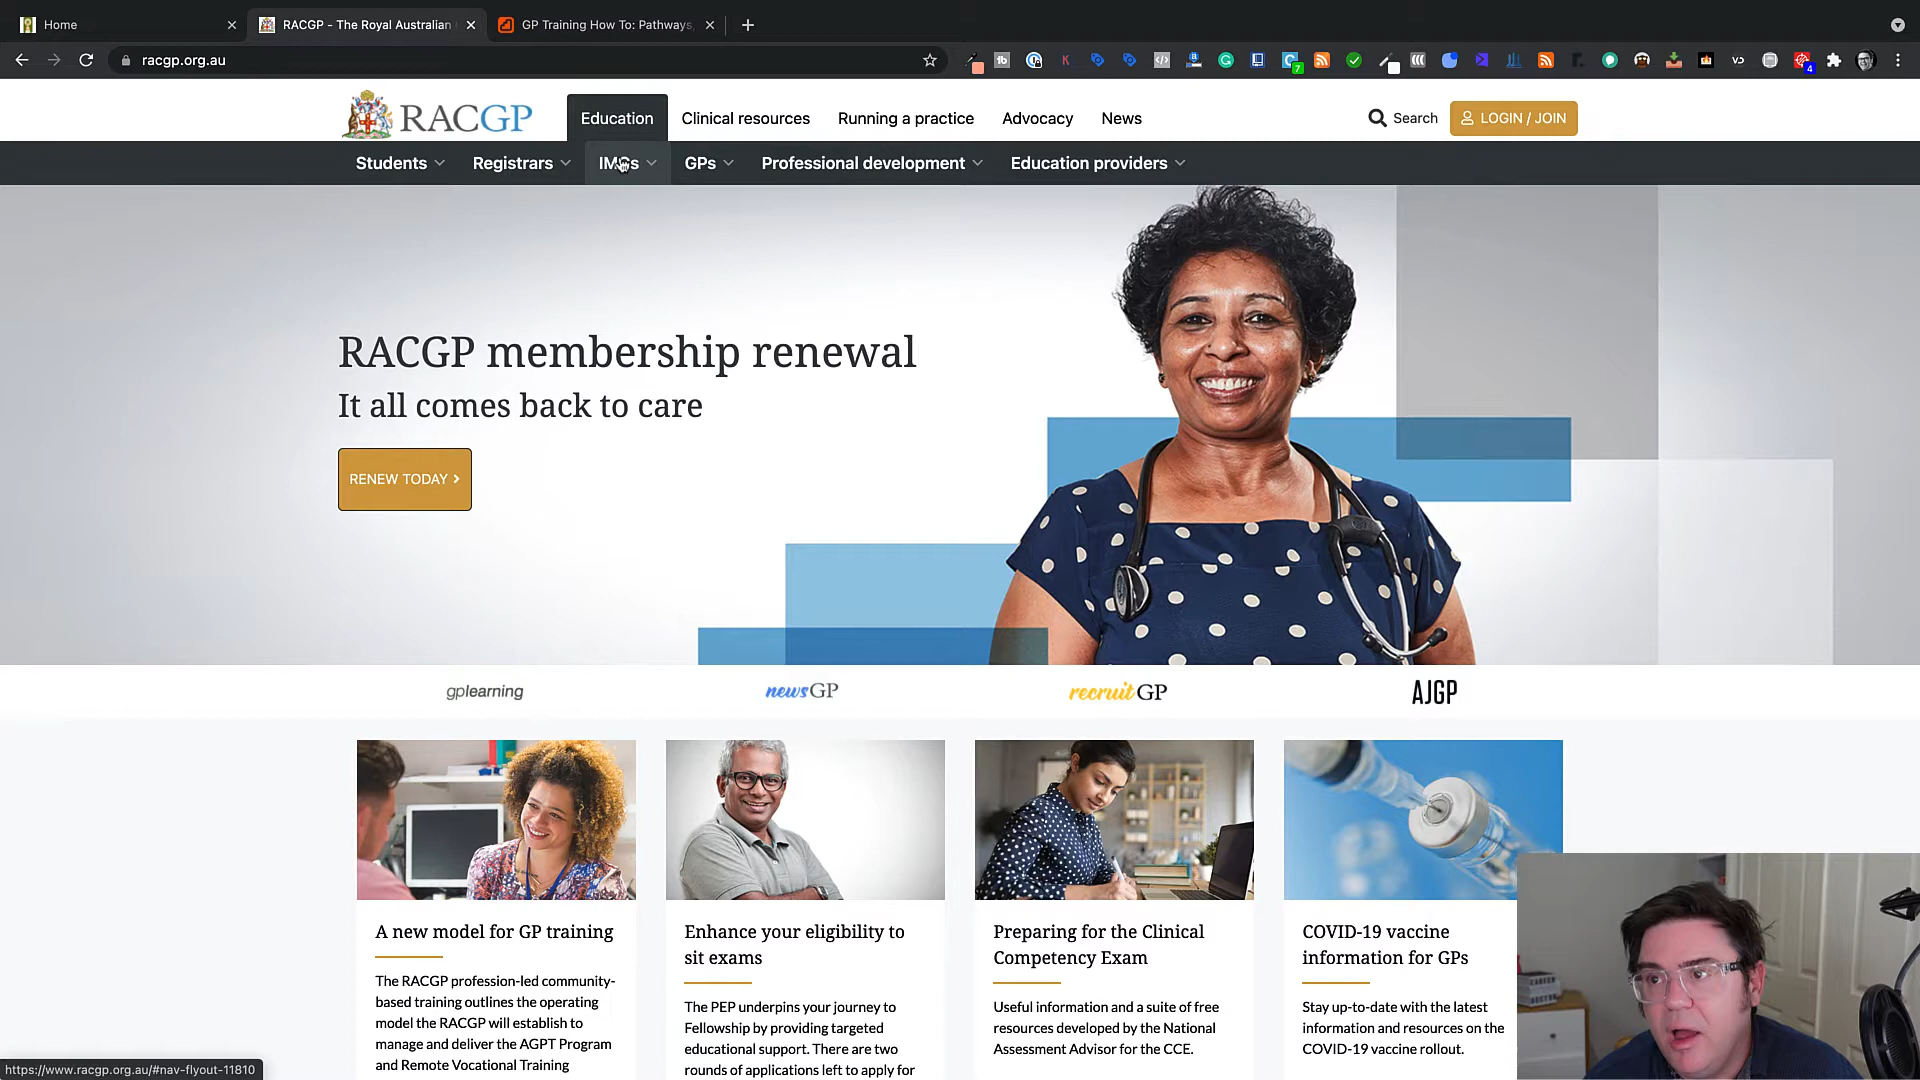 Home
RACGP - The Royal Australian
GP Training How To: Pathways,
racgp.org.au
7
4
RACGP
Education
Clinical resources
Running a practice
Advocacy
News
Search
LOGIN / JOIN
Students
Registrars
IMGs
GPs
Professional development
Education providers
RACGP membership renewal
It all comes back to care
RENEW TODAY
gplearning
newsGP
recruitGP
AJGP
A new model for GP training
The RACGP profession-led community-
based training outlines the operating
model the RACGP will establish to
manage and deliver the AGPT Program
and Remote Vocational Training
Enhance your eligibility to
sit exams
The PEP underpins your journey to
Fellowship by providing targeted
educational support. There are two
rounds of applications left to apply for
Preparing for the Clinical
Competency Exam
Useful information and a suite of free
resources developed by the National
Assessment Advisor for the CCE.
COVID-19 vaccine
information for GPs
Stay up-to-date with the latest
information and resources on the
COVID-19 vaccine rollout.
https://www.racgp.org.au/#nav-flyout-11810